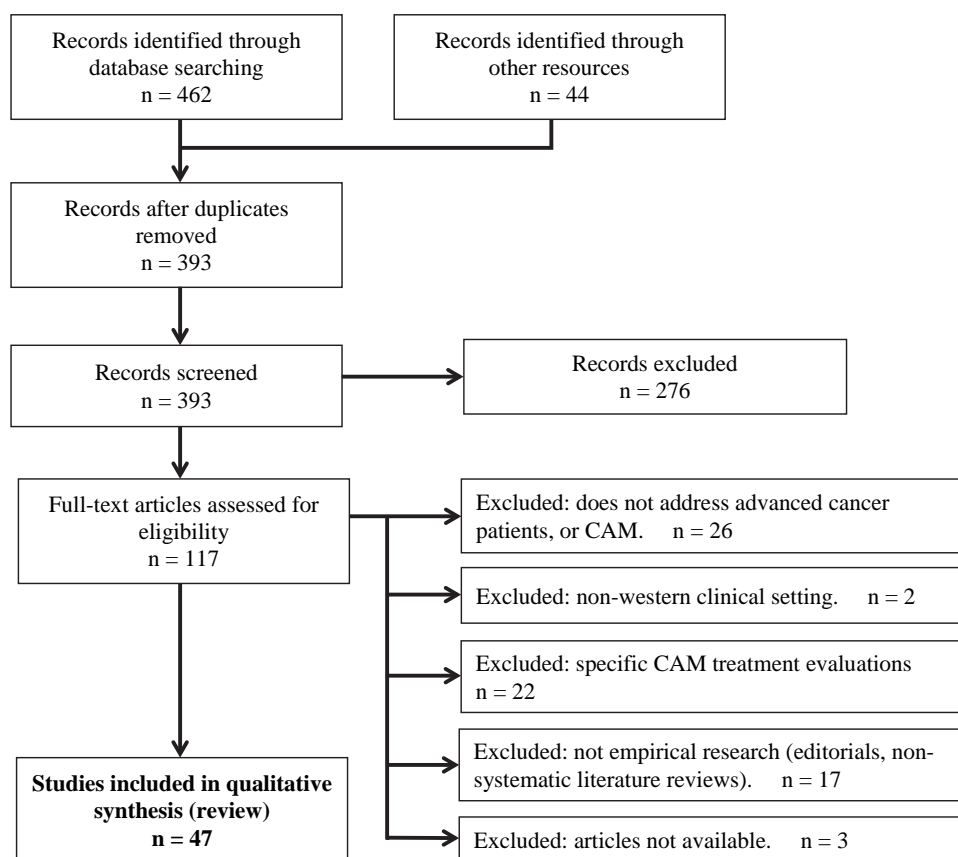 Records identified through
database searching
n = 462
Records identified through
other resources
n = 44
Records after duplicates
removed
n = 393
Records screened
n = 393
Records excluded
n = 276
Full-text articles assessed for
eligibility
n = 117
Excluded: does not address advanced cancer
patients, or CAM. n = 26
Excluded: non-western clinical setting. n = 2
Excluded: specific CAM treatment evaluations
n = 22
Excluded: not empirical research (editorials, non-
systematic literature reviews). n = 17
Excluded: articles not available. n = 3
Studies included in qualitative
synthesis (review)
n = 47